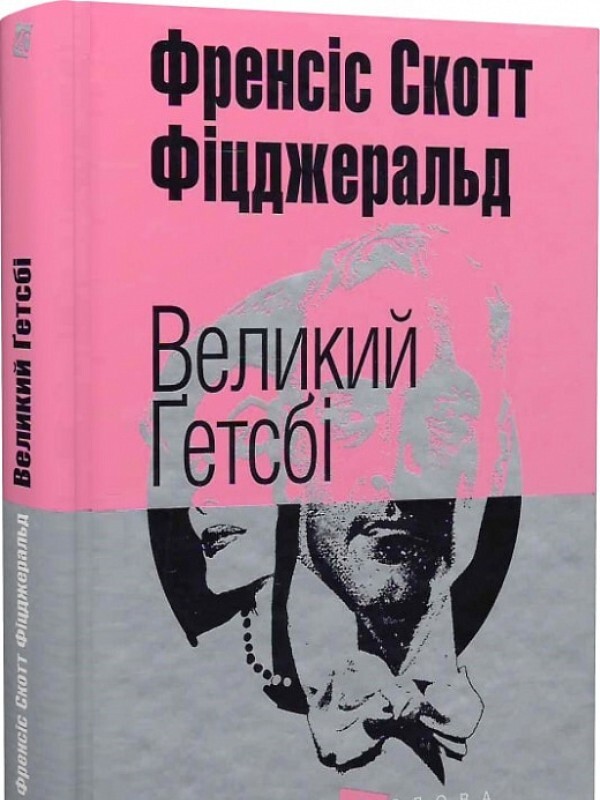 Френсіс Скотт
Фіцджеральд
Великий
Ґетсбі
Френсіс Скотт Фіцджеральд Великий Ґетсбі